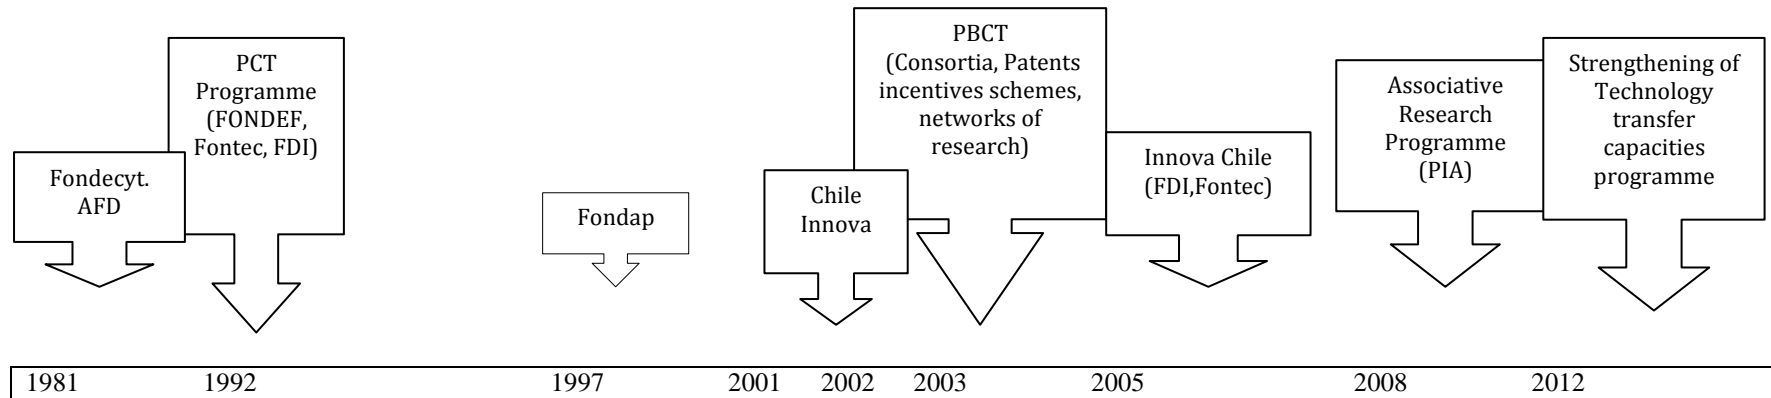 Fondecyt.
AFD
PCT
Programme
(FONDEF,
Fontec, FDI)
Fondap
Chile
Innova
PBCT
(Consortia, Patents
incentives schemes,
networks of
research)
Innova Chile
(FDI,Fontec)
Associative
Research
Programme
(PIA)
Strengthening of
Technology
transfer
capacities
programme
1981 1992 1997 2001 2002 2003 2005 2008 2012